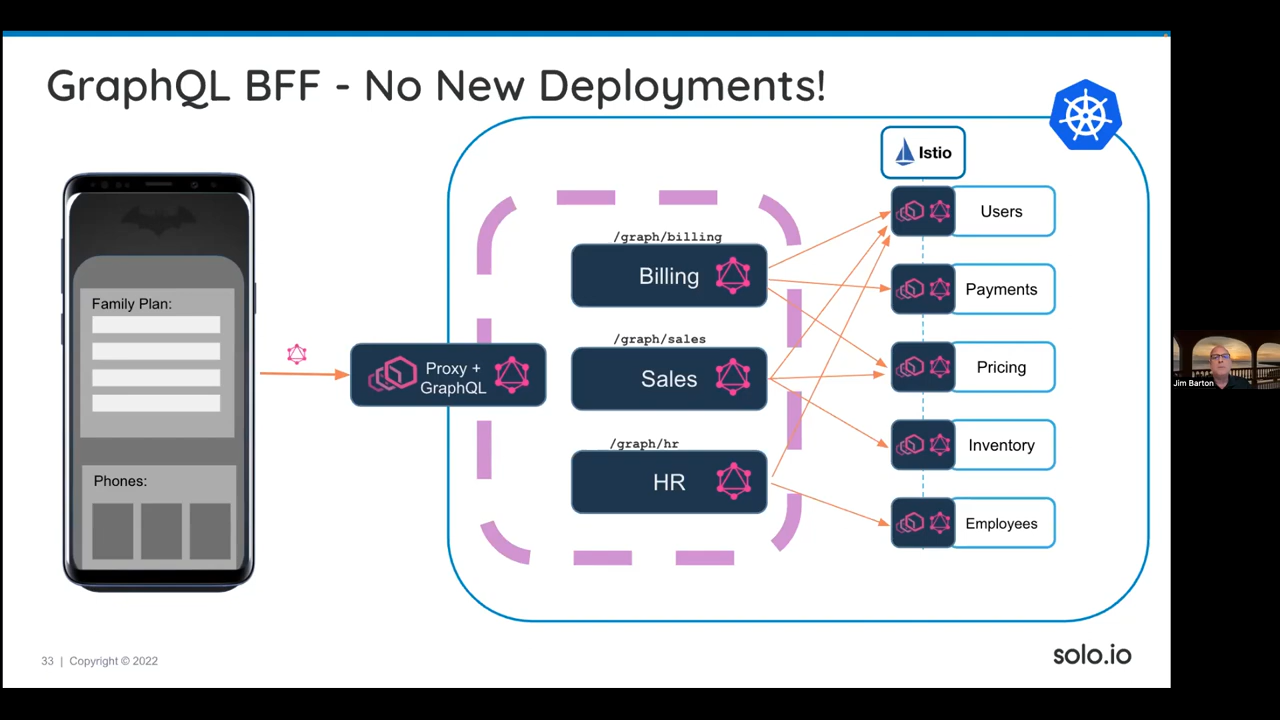 GraphQL BFF - No New Deployments!
Istio
Users
/graph/billing
Billing
Payments
Family Plan:
/graph/sales
Proxy +
GraphQL
Sales
Pricing
Jim Barton
/graph/hr
HR
Inventory
Phones:
Employees
33 | Copyright © 2022
solo.io